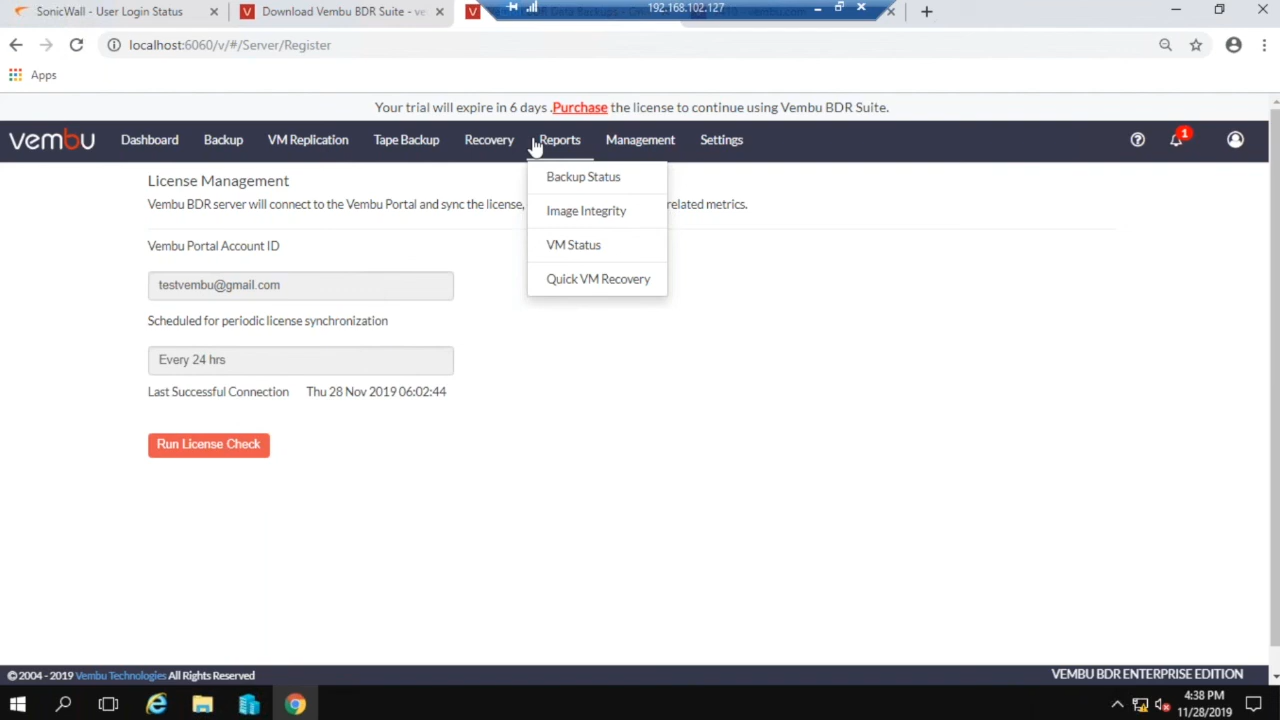 SonicWall - User Login Status
Download Vembu BDR Suite - ve
192.168.102.127
localhost:6060/v/#/Server/Register
Apps
Your trial will expire in 6 days .Purchase the license to continue using Vembu BDR Suite.
vembu
Dashboard
Backup
VM Replication
Tape Backup
Recovery
Reports
Management
Settings
1
Backup Status
Image Integrity
VM Status
Quick VM Recovery
License Management
Vembu BDR server will connect to the Vembu Portal and sync the license, related metrics.
Vembu Portal Account ID
testvembu@gmail.com
Scheduled for periodic license synchronization
Every 24 hrs
Last Successful Connection Thu 28 Nov 2019 06:02:44
Run License Check
© 2004 - 2019 Vembu Technologies All Rights Reserved
VEMBU BDR ENTERPRISE EDITION
4:38 PM
11/28/2019